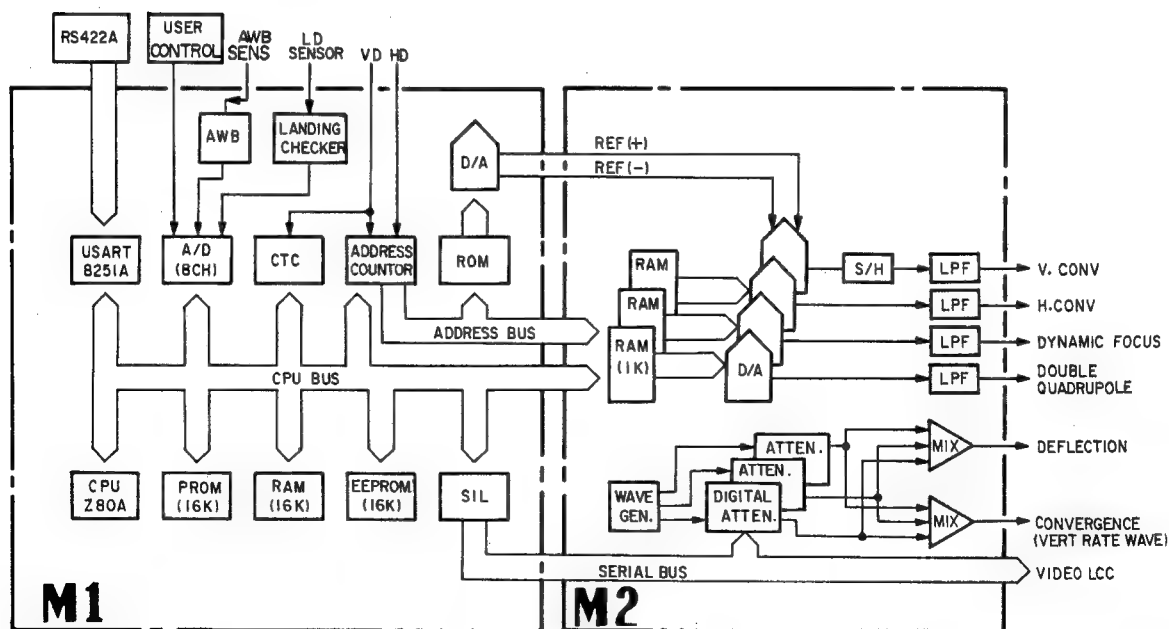 RS422A
USER
CONTROL
AWB
SENS
LD
SENSOR
VD HD
AWB
LANDING
CHECKER
D/A
REF(+)
REF(-)
USART
8251A
A/D
(8CH)
CTC
ADDRESS
COUNTOR
ROM
RAM
RAM
RAM
(1K)
D/A
S/H
LPF
V. CONV
LPF
H.CONV
LPF
DYNAMIC FOCUS
LPF
DOUBLE
QUADRUPOLE
ADDRESS BUS
CPU BUS
CPU
Z80A
PROM
(16K)
RAM
(16K)
EEPROM
(16K)
SIL
WAVE
GEN.
ATTEN.
ATTEN.
DIGITAL
ATTEN.
MIX
DEFLECTION
MIX
CONVERGENCE
(VERT RATE WAVE)
SERIAL BUS
VIDEO LCC
M1
M2